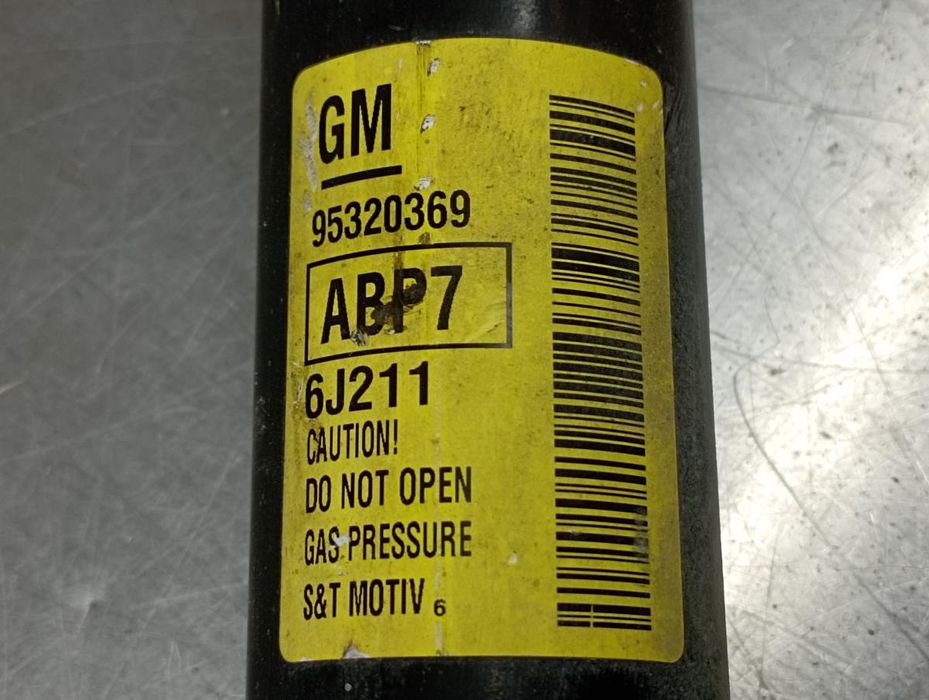 GM
95320369
ABP7
6J211
CAUTION!
DO NOT OPEN
GAS PRESSURE
S&T MOTIV 6